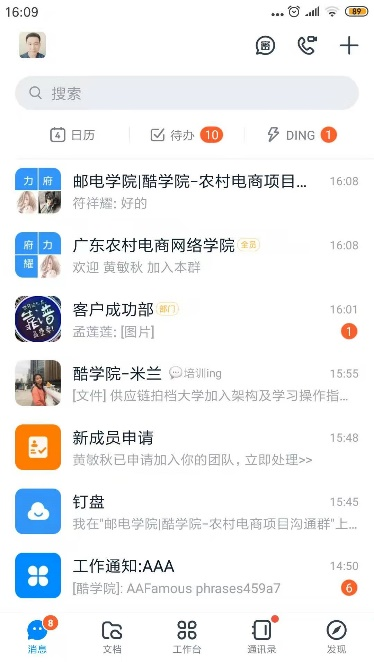 16:09
89
搜索
4 日历
待办 10
DING 1
力 府
邮电学院|酷学院-农村电商项目...
16:08
符祥耀: 好的
府 力
耀
广东农村电商网络学院 全员
16:08
欢迎 黄敏秋 加入本群
靠谱
客户成功部 部门
16:01
孟莲莲: [图片]
1
酷学院-米兰 培训ing
15:55
[文件] 供应链拍档大学加入架构及学习操作指...
新成员申请
15:48
黄敏秋已申请加入你的团队，立即处理>>
钉盘
15:45
我在"邮电学院|酷学院-农村电商项目沟通群"上...
工作通知:AAA
14:50
[酷学院]: AAFamous phrases459a7
6
8
消息
文档
工作台
通讯录
发现